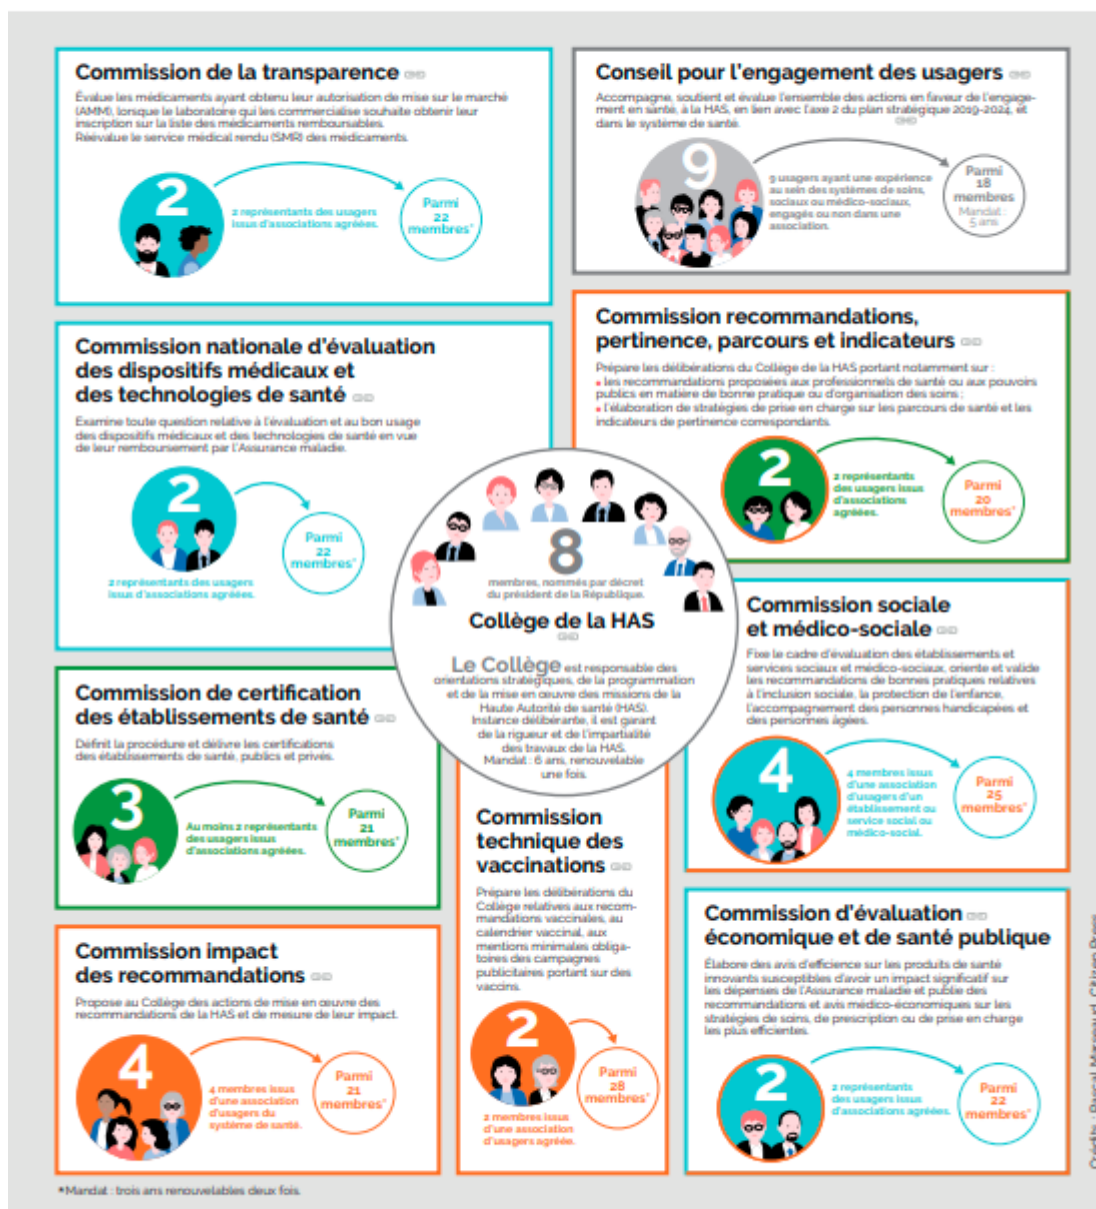 Commission de la transparence
Évalue les médicaments ayant obtenu leur autorisation de mise sur le marché
(AMM), lorsque le laboratoire qui les commercialise souhaite obtenir leur
inscription sur la liste des médicaments remboursables.
Réévalue le service médical rendu (SMR) des médicaments.
2
2 représentants des usagers
issus d'associations agréées.
Parmi
22
membres*
Conseil pour l'engagement des usagers
Accompagne, soutient et évalue l'ensemble des actions en faveur de l'engage-
ment en santé, à la HAS, en lien avec l'axe 2 du plan stratégique 2019-2024, et
dans le système de santé.
9
9 usagers ayant une expérience
au sein des systèmes de soins,
sociaux ou médico-sociaux,
engagés ou non dans une
association.
Parmi
18
membres
Mandat :
5 ans
Commission nationale d'évaluation
des dispositifs médicaux et
des technologies de santé
Examine toute question relative à l'évaluation et au bon usage
des dispositifs médicaux et des technologies de santé en vue
de leur remboursement par l'Assurance maladie.
2
2 représentants des usagers
issus d'associations agréées.
Parmi
22
membres*
Commission recommandations,
pertinence, parcours et indicateurs
Prépare les délibérations du Collège de la HAS portant notamment sur :
• les recommandations proposées aux professionnels de santé ou aux pouvoirs
publics en matière de bonne pratique ou d'organisation des soins ;
• l'élaboration de stratégies de prise en charge sur les parcours de santé et les
indicateurs de pertinence correspondants.
2
2 représentants
des usagers issus
d'associations
agréées.
Parmi
20
membres*
8
membres, nommés par décret
du président de la République.
Collège de la HAS
Le Collège est responsable des
orientations stratégiques, de la programmation
et de la mise en œuvre des missions de la
Haute Autorité de santé (HAS).
Instance délibérante, il est garant
de la rigueur et de l'impartialité
des travaux de la HAS.
Mandat : 6 ans, renouvelable
une fois.
Commission sociale
et médico-sociale
Fixe le cadre d'évaluation des établissements et
services sociaux et médico-sociaux, oriente et valide
les recommandations de bonnes pratiques relatives
à l'inclusion sociale, la protection de l'enfance,
l'accompagnement des personnes handicapées et
des personnes âgées.
4
4 membres issus
d'une association
d'usagers d'un
établissement ou
service social ou
médico-social.
Parmi
25
membres*
Commission de certification
des établissements de santé
Définit la procédure et délivre les certifications
des établissements de santé, publics et privés.
3
Au moins 2 représentants
des usagers issus
d'associations agréées.
Parmi
21
membres*
Commission
technique des
vaccinations
Prépare les délibérations du
Collège relatives aux recom-
mandations vaccinales, au
calendrier vaccinal, aux
mentions minimales obliga-
toires des campagnes
publicitaires portant sur des
vaccins.
2
2 membres issus
d'une association
d'usagers agréée.
Parmi
28
membres*
Commission impact
des recommandations
Propose au Collège des actions de mise en œuvre des
recommandations de la HAS et de mesure de leur impact.
4
4 membres issus
d'une association
d'usagers du
système de santé.
Parmi
21
membres*
Commission d'évaluation
économique et de santé publique
Élabore des avis d'efficience sur les produits de santé
innovants susceptibles d'avoir un impact significatif sur
les dépenses de l'Assurance maladie et publie des
recommandations et avis médico-économiques sur les
stratégies de soins, de prescription ou de prise en charge
les plus efficientes.
2
2 représentants
des usagers issus
d'associations agréées.
Parmi
22
membres*
*Mandat : trois ans renouvelables deux fois.
Crédits : Pascal Marseaud, Citizen Press